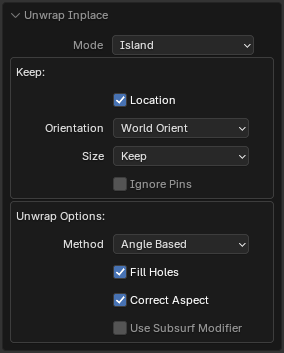 Unwrap Inplace
Mode Island
Keep:
Location
Orientation World Orient
Size Keep
Ignore Pins
Unwrap Options:
Method Angle Based
Fill Holes
Correct Aspect
Use Subsurf Modifier